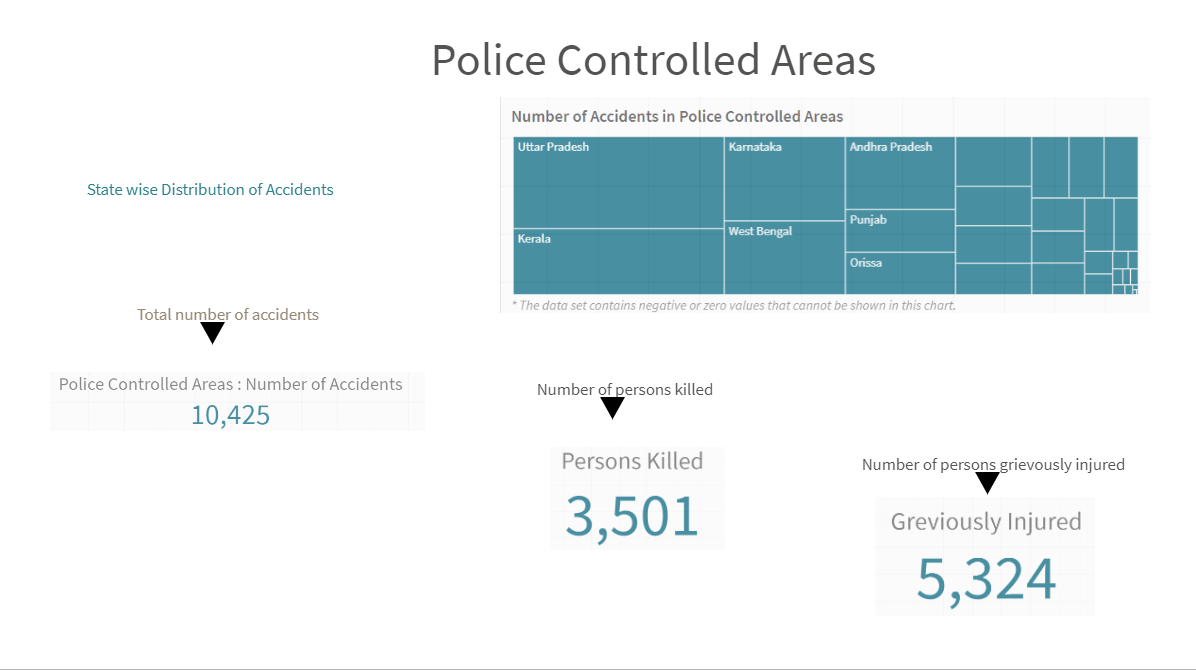 Police Controlled Areas
Number of Accidents in Police Controlled Areas
Uttar Pradesh
Karnataka
Andhra Pradesh
Punjab
Kerala
West Bengal
Orissa
* The data set contains negative or zero values that cannot be shown in this chart.
State wise Distribution of Accidents
Total number of accidents
Police Controlled Areas : Number of Accidents
10,425
Number of persons killed
Persons Killed
3,501
Number of persons grievously injured
Greviously Injured
5,324